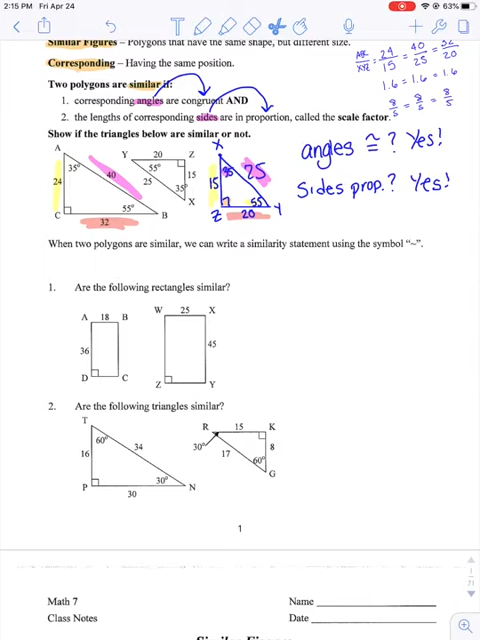 2:15 PM Fri Apr 24
63%
Similar Figures – Polygons that have the same shape, but different size.
Corresponding – Having the same position.
Two polygons are similar if:
1. corresponding angles are congruent AND
2. the lengths of corresponding sides are in proportion, called the scale factor.
ABC/XYZ = 24/15 = 40/25 = 32/20
1.6 = 1.6 = 1.6
8/5 = 8/5 = 8/5
Show if the triangles below are similar or not.
A 35° 40 24 C 32 55° B
Y 20 Z 55° 15 25 35° X
X 35 25 15 Z 20 55 Y
angles ≅ ? Yes!
Sides prop.? Yes!
When two polygons are similar, we can write a similarity statement using the symbol “~”.
1. Are the following rectangles similar?
A 18 B
36
D C
W 25 X
45
Z Y
2. Are the following triangles similar?
T
60° 34
16
30°
P 30 N
R 15 K
30° 8
17 60°
G
1
Math 7 Name
Class Notes Date